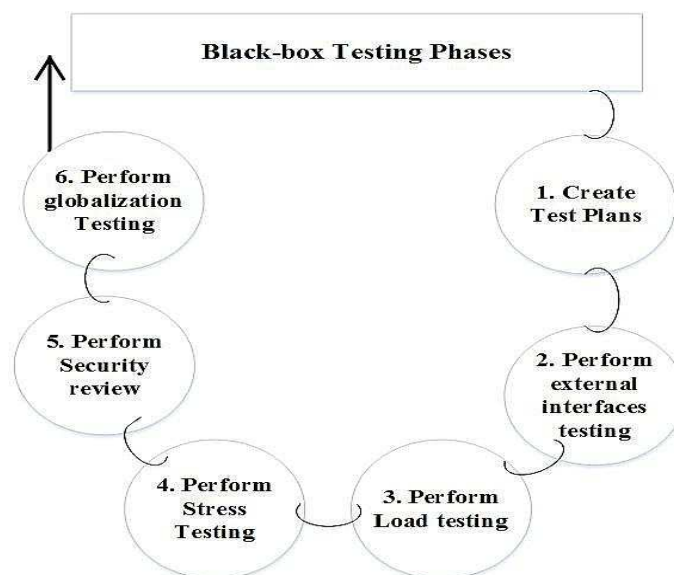 Black-box Testing Phases
1. Create
Test Plans
2. Perform
external
interfaces
testing
3. Perform
Load testing
4. Perform
Stress
Testing
5. Perform
Security
review
6. Perform
globalization
Testing